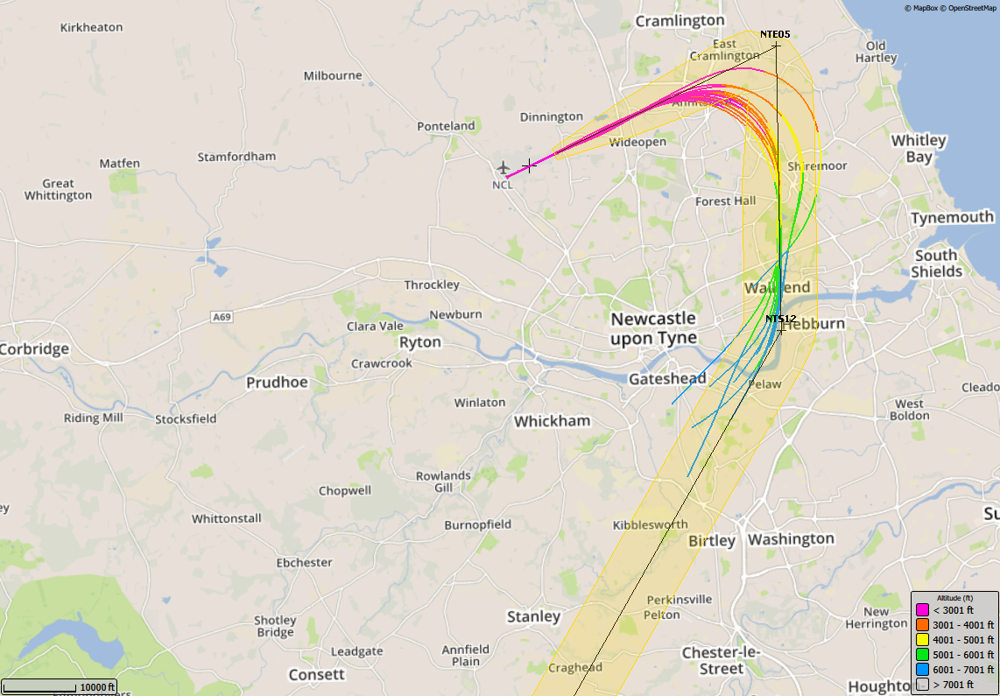 © MapBox © OpenStreetMap
Cramlington
Kirkheaton
NTE05
East
Cramlington
Old
Hartley
Milbourne
Annit
Dinnington
Ponteland
Wideopen
Whitley
Bay
Stamfordham
Matfen
Shiremoor
NCL
Great
Whittington
Forest Hall
Tynemouth
South
Shields
Throckley
Wallsend
A69
Newburn
Newcastle
upon Tyne
NTS12
Hebburn
Clara Vale
Ryton
Corbridge
Crawcrook
Gateshead
Prudhoe
Pelaw
Cleado
Winlaton
West
Boldon
Riding Mill
Stocksfield
Whickham
Rowlands
Gill
Chopwell
ey
Su
Whittonstall
Burnopfield
Kibblesworth
Birtley
Washington
Ebchester
Perkinsville
Pelton
New
Herrington
Stanley
Shotley
Bridge
Leadgate
Annfield
Plain
Chester-le-
Street
Craghead
Consett
Houghton
Altitude (ft)
< 3001 ft
3001 - 4001 ft
4001 - 5001 ft
5001 - 6001 ft
6001 - 7001 ft
> 7001 ft
10000 ft